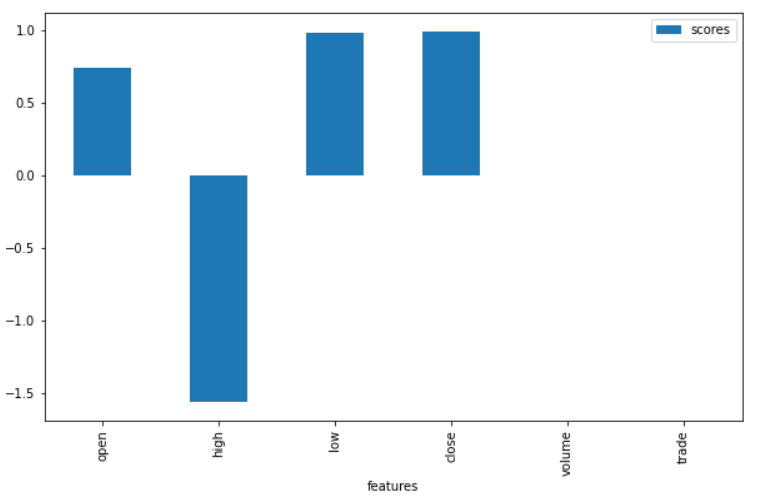 scores
1.0
0.5
0.0
−0.5
−1.0
−1.5
open
high
low
close
volume
trade
features